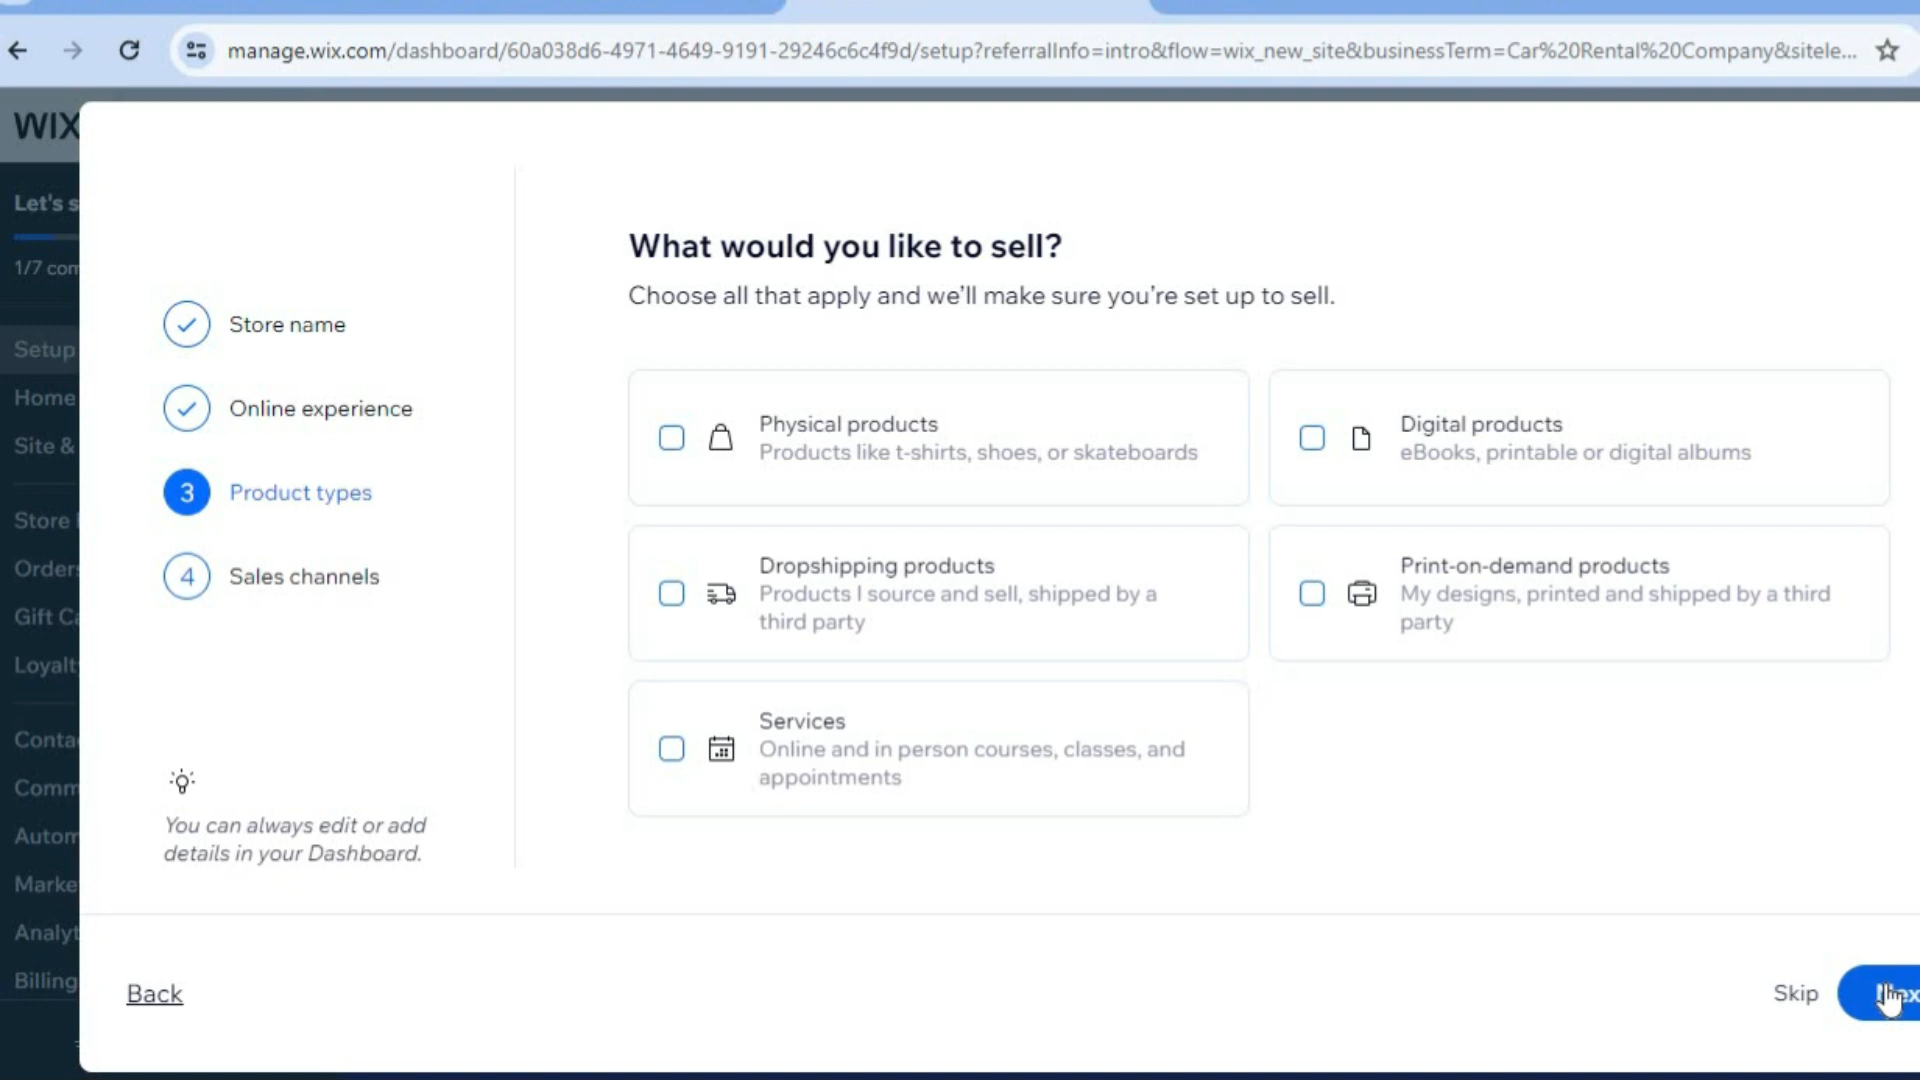 manage.wix.com/dashboard/60a038d6-4971-4649-9191-29246c6c4f9d/setup?referralInfo=intro&flow=wix_new_site&businessTerm=Car%20Rental%20Company&sitele...
WIX
Let's s
1/7 com
Setup
Home
Site &
Store
Orders
Gift Ca
Loyalt
Conta
Comm
Autom
Marke
Analyt
Billing
Store name
Online experience
3 Product types
4 Sales channels
You can always edit or add
details in your Dashboard.
What would you like to sell?
Choose all that apply and we'll make sure you're set up to sell.
Physical products
Products like t-shirts, shoes, or skateboards
Digital products
eBooks, printable or digital albums
Dropshipping products
Products I source and sell, shipped by a
third party
Print-on-demand products
My designs, printed and shipped by a third
party
Services
Online and in person courses, classes, and
appointments
Back
Skip